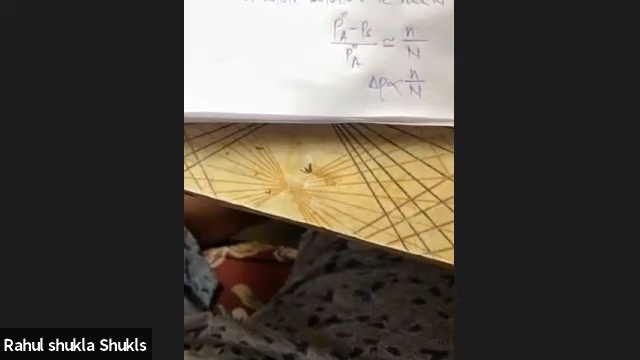 P°A - Ps / P°A ≃ n/N
Δp ∝ n/N
Rahul shukla Shukls